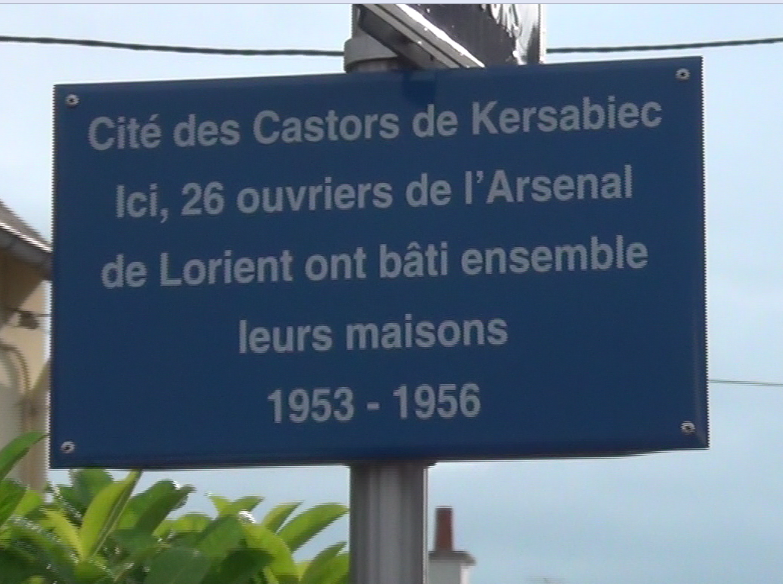 Cité des Castors de Kersabiec
Ici, 26 ouvriers de l'Arsenal
de Lorient ont bâti ensemble
leurs maisons
1953 - 1956